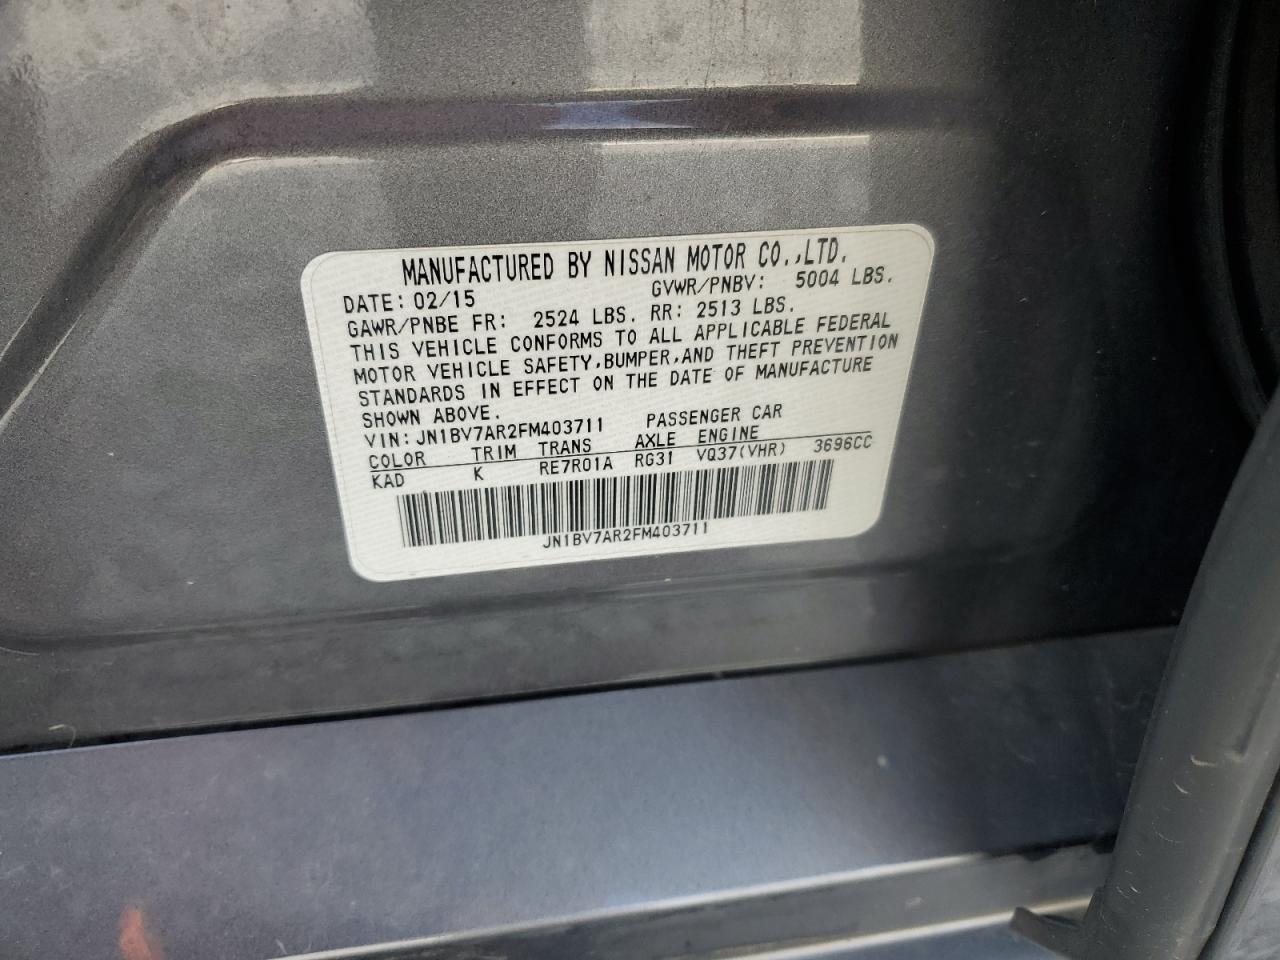 MANUFACTURED BY NISSAN MOTOR CO.,LTD.
DATE: 02/15 GVWR/PNBV: 5004 LBS.
GAWR/PNBE FR: 2524 LBS. RR: 2513 LBS.
THIS VEHICLE CONFORMS TO ALL APPLICABLE FEDERAL
MOTOR VEHICLE SAFETY,BUMPER,AND THEFT PREVENTION
STANDARDS IN EFFECT ON THE DATE OF MANUFACTURE
SHOWN ABOVE.
VIN: JN1BV7AR2FM403711 PASSENGER CAR
COLOR TRIM TRANS AXLE ENGINE
KAD K RE7R01A RG31 VQ37(VHR) 3696CC
JN1BV7AR2FM403711